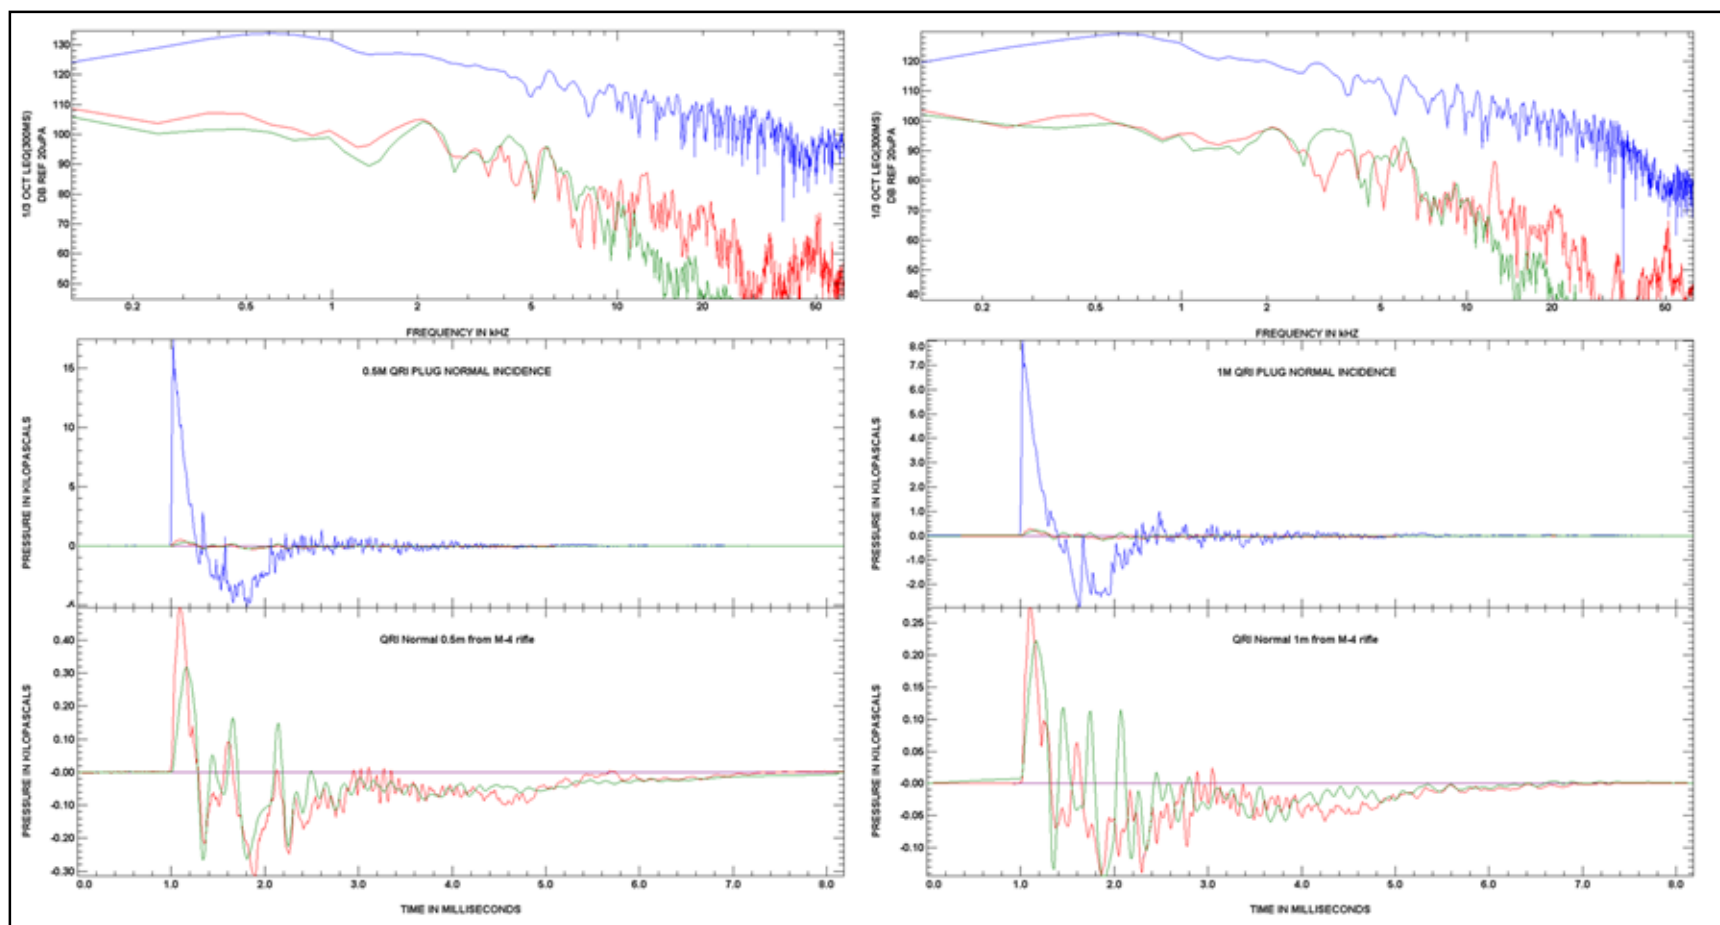 130
120
110
100
90
80
70
60
50
1/3 OCT LEQ(300MS)
DB REF 20uPA
0.2 0.5 1 2 5 10 20 50
FREQUENCY IN kHZ
120
110
100
90
80
70
60
50
40
1/3 OCT LEQ(300MS)
DB REF 20uPA
0.2 0.5 1 2 5 10 20 50
FREQUENCY IN kHZ
0.5M QRI PLUG NORMAL INCIDENCE
15
10
5
0
PRESSURE IN KILOPASCALS
1M QRI PLUG NORMAL INCIDENCE
8.0
7.0
6.0
5.0
4.0
3.0
2.0
1.0
0.0
-1.0
-2.0
PRESSURE IN KILOPASCALS
QRI Normal 0.5m from M-4 rifle
0.40
0.30
0.20
0.10
-0.00
-0.10
-0.20
-0.30
PRESSURE IN KILOPASCALS
0.0 1.0 2.0 3.0 4.0 5.0 6.0 7.0 8.0
TIME IN MILLISECONDS
QRI Normal 1m from M-4 rifle
0.25
0.20
0.15
0.10
0.05
-0.00
-0.05
-0.10
PRESSURE IN KILOPASCALS
0.0 1.0 2.0 3.0 4.0 5.0 6.0 7.0 8.0
TIME IN MILLISECONDS